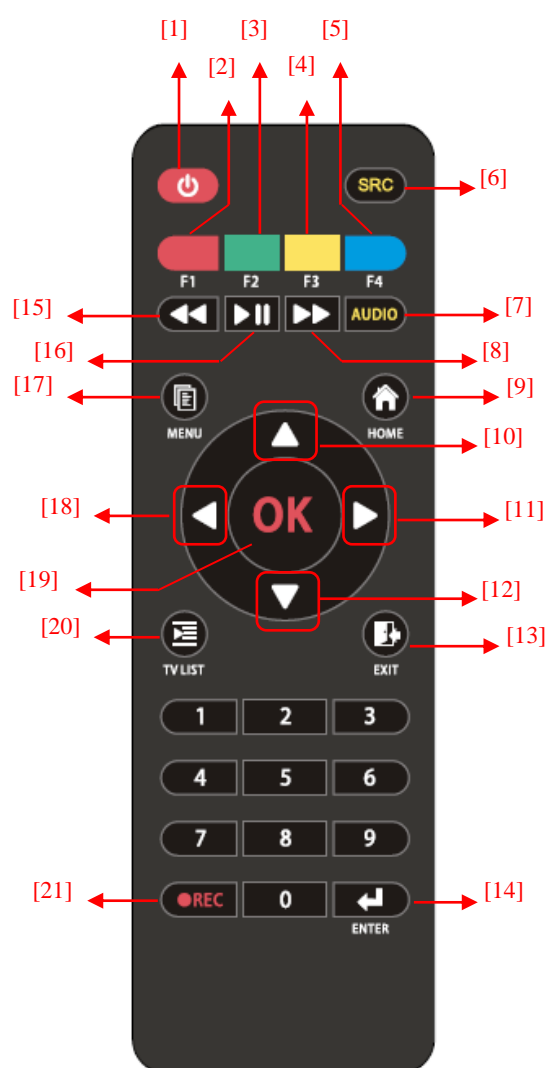 [1] [3] [5]
[2] [4]
SRC [6]
F1 F2 F3 F4
[15] AUDIO [7]
[16] [8]
[17] [9]
MENU HOME
[10]
[18] OK [11]
[19] [12]
[20] [13]
TV LIST EXIT
1 2 3
4 5 6
7 8 9
[21] REC 0 [14]
ENTER